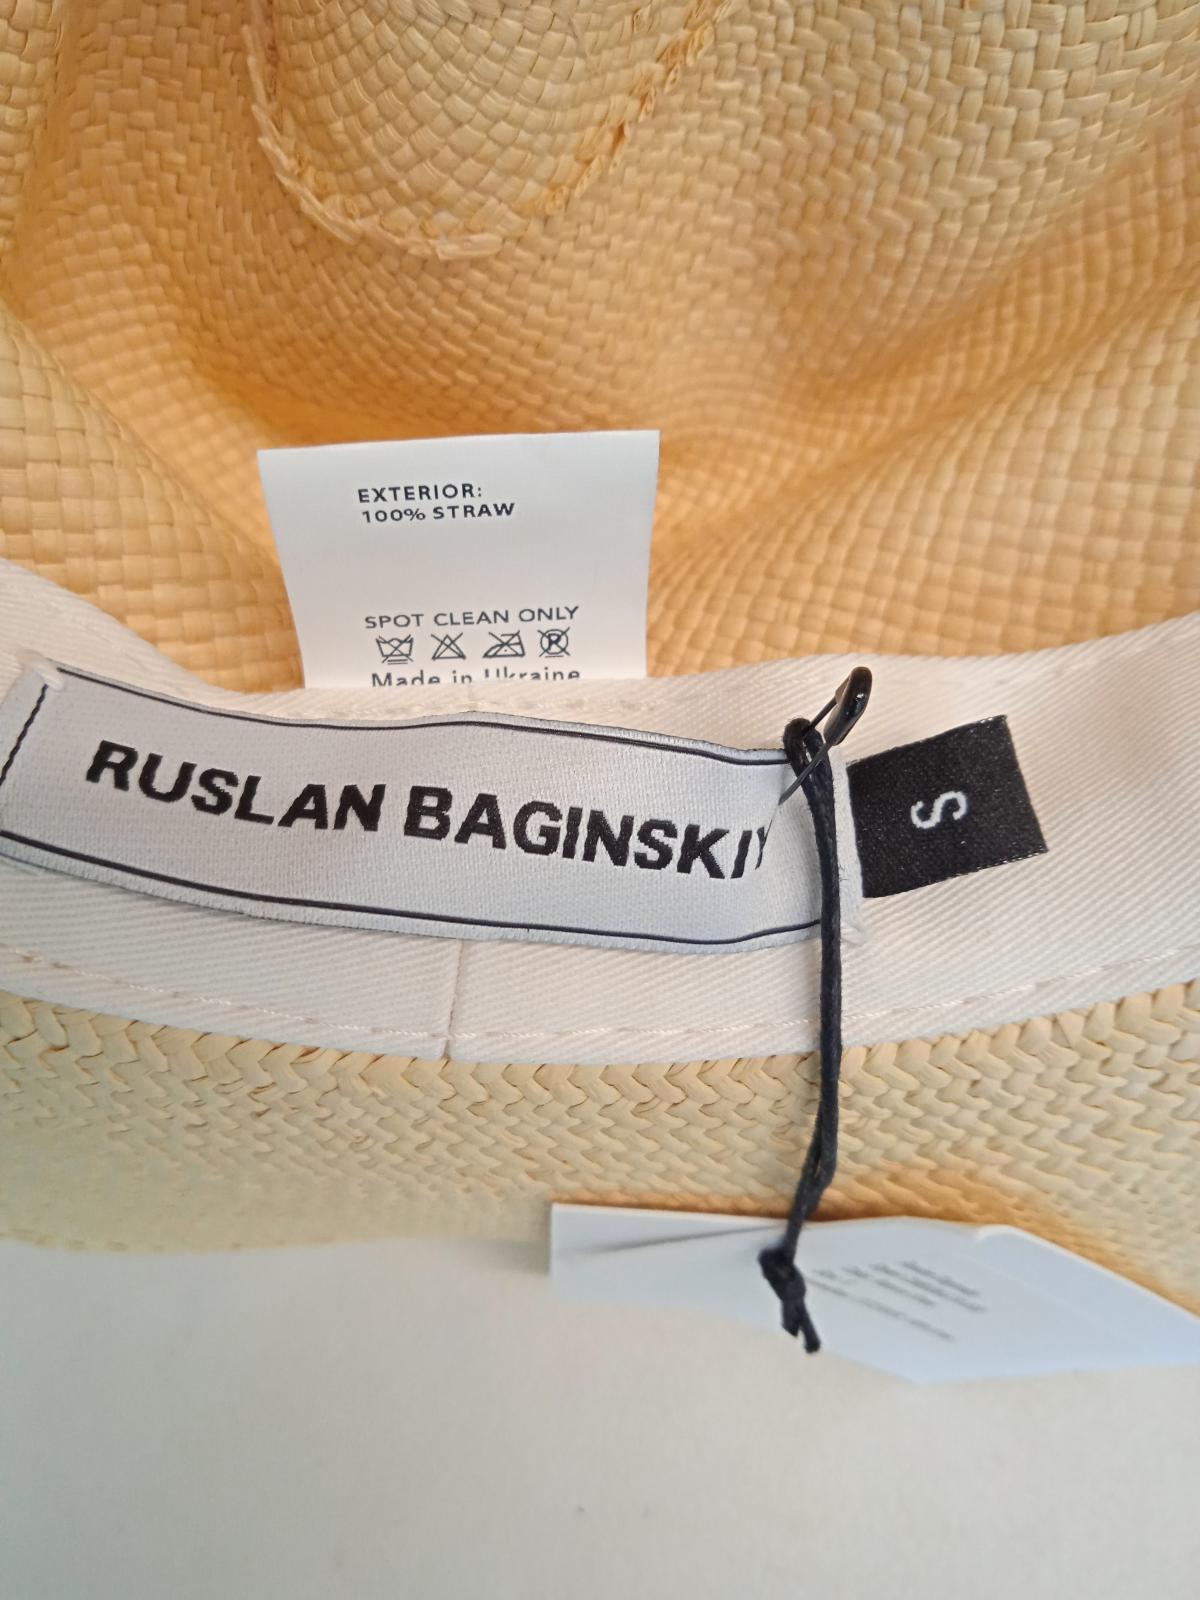 EXTERIOR:
100% STRAW
SPOT CLEAN ONLY
Made in Ukraine
RUSLAN BAGINSKIY
S